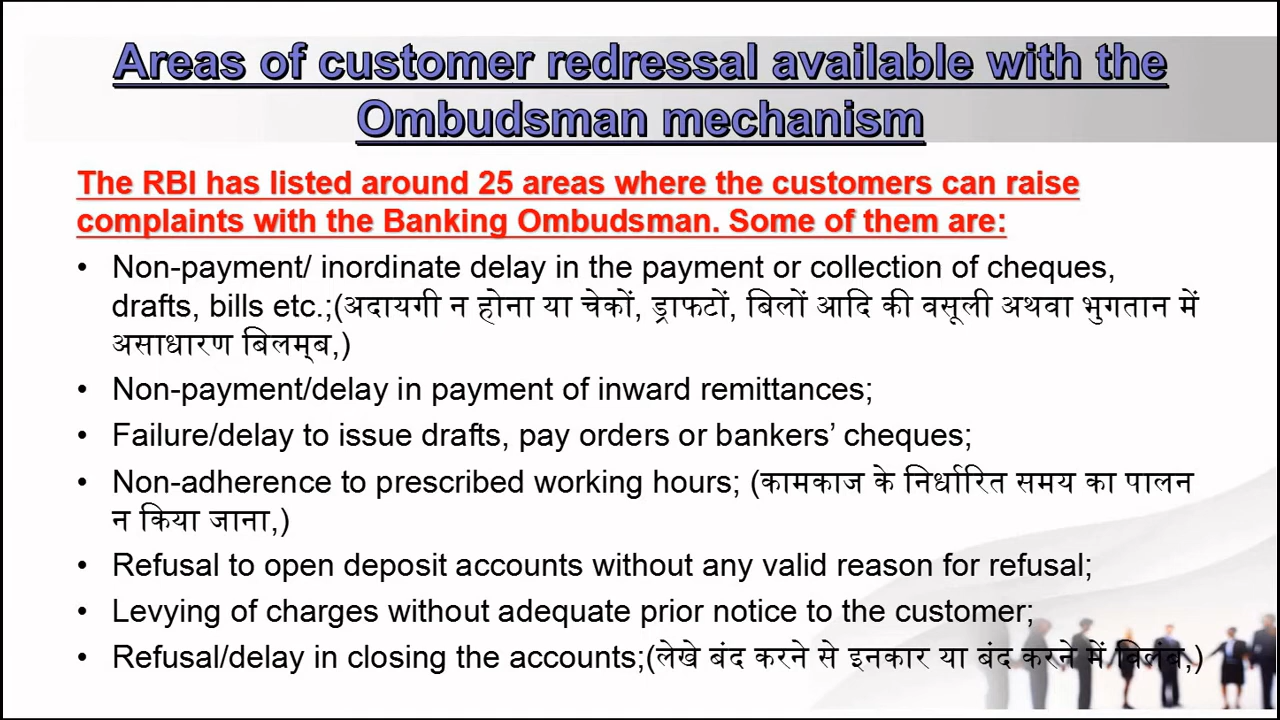 Areas of customer redressal available with the
Ombudsman mechanism
The RBI has listed around 25 areas where the customers can raise
complaints with the Banking Ombudsman. Some of them are:
• Non-payment/ inordinate delay in the payment or collection of cheques,
drafts, bills etc.;(अदायगी न होना या चेकों, ड्राफटों, बिलों आदि की वसूली अथवा भुगतान में
असाधारण बिलम्ब,)
• Non-payment/delay in payment of inward remittances;
• Failure/delay to issue drafts, pay orders or bankers’ cheques;
• Non-adherence to prescribed working hours; (कामकाज के निर्धारित समय का पालन
न किया जाना,)
• Refusal to open deposit accounts without any valid reason for refusal;
• Levying of charges without adequate prior notice to the customer;
• Refusal/delay in closing the accounts;(लेखे बंद करने से इनकार या बंद करने में विलंब,)